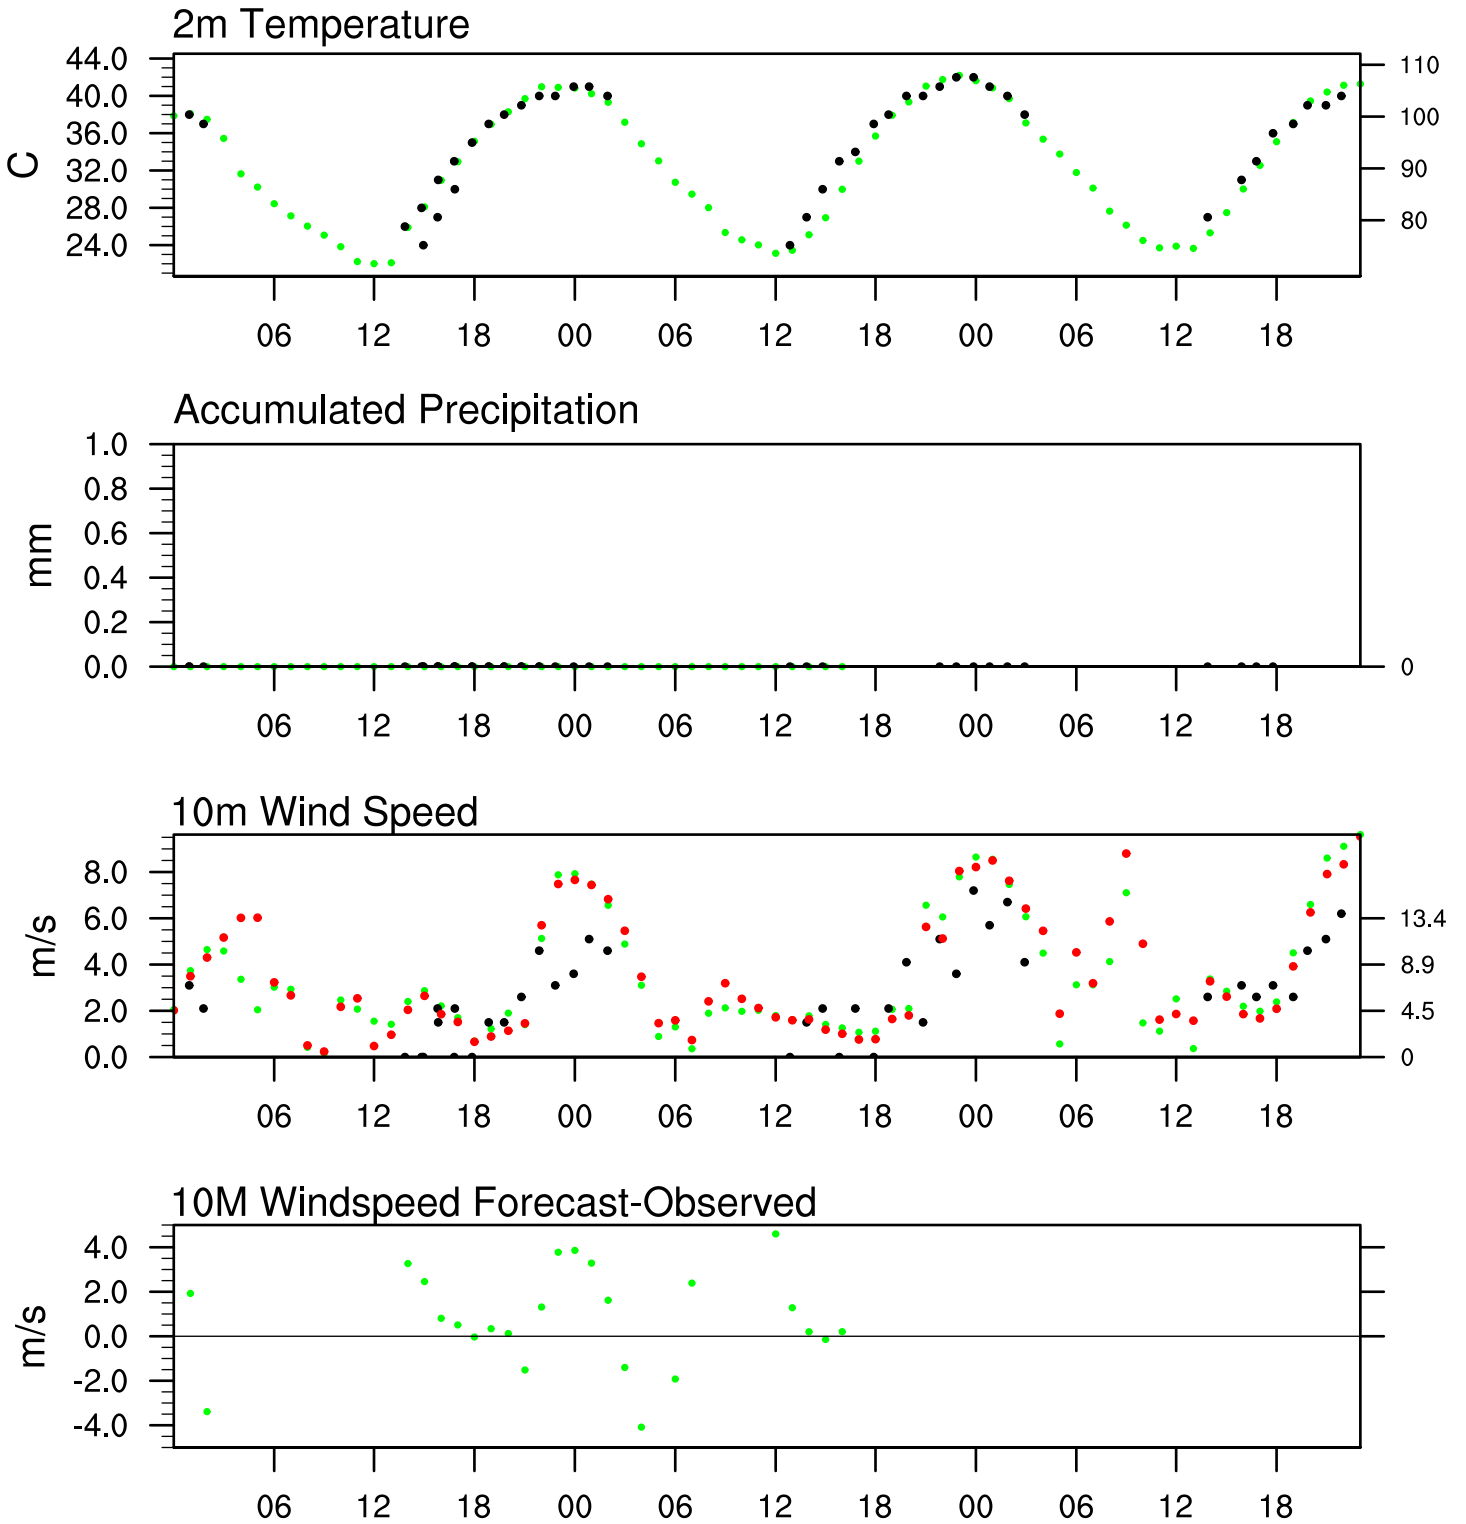 2m Temperature
44.0
40.0
36.0
32.0
28.0
24.0
C
110
100
90
80
06 12 18 00 06 12 18 00 06 12 18
Accumulated Precipitation
1.0
0.8
0.6
0.4
0.2
0.0
mm
0
06 12 18 00 06 12 18 00 06 12 18
10m Wind Speed
8.0
6.0
4.0
2.0
0.0
m/s
13.4
8.9
4.5
0
06 12 18 00 06 12 18 00 06 12 18
10M Windspeed Forecast-Observed
4.0
2.0
0.0
-2.0
-4.0
m/s
06 12 18 00 06 12 18 00 06 12 18